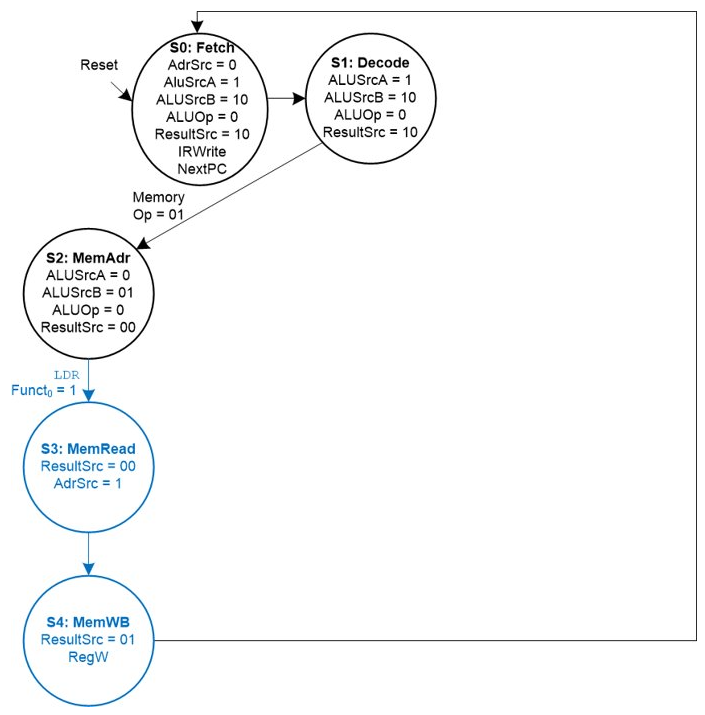 Reset
S0: Fetch
AdrSrc = 0
AluSrcA = 1
ALUSrcB = 10
ALUOp = 0
ResultSrc = 10
IRWrite
NextPC
S1: Decode
ALUSrcA = 1
ALUSrcB = 10
ALUOp = 0
ResultSrc = 10
Memory
Op = 01
S2: MemAdr
ALUSrcA = 0
ALUSrcB = 01
ALUOp = 0
ResultSrc = 00
LDR
Funct₀ = 1
S3: MemRead
ResultSrc = 00
AdrSrc = 1
S4: MemWB
ResultSrc = 01
RegW